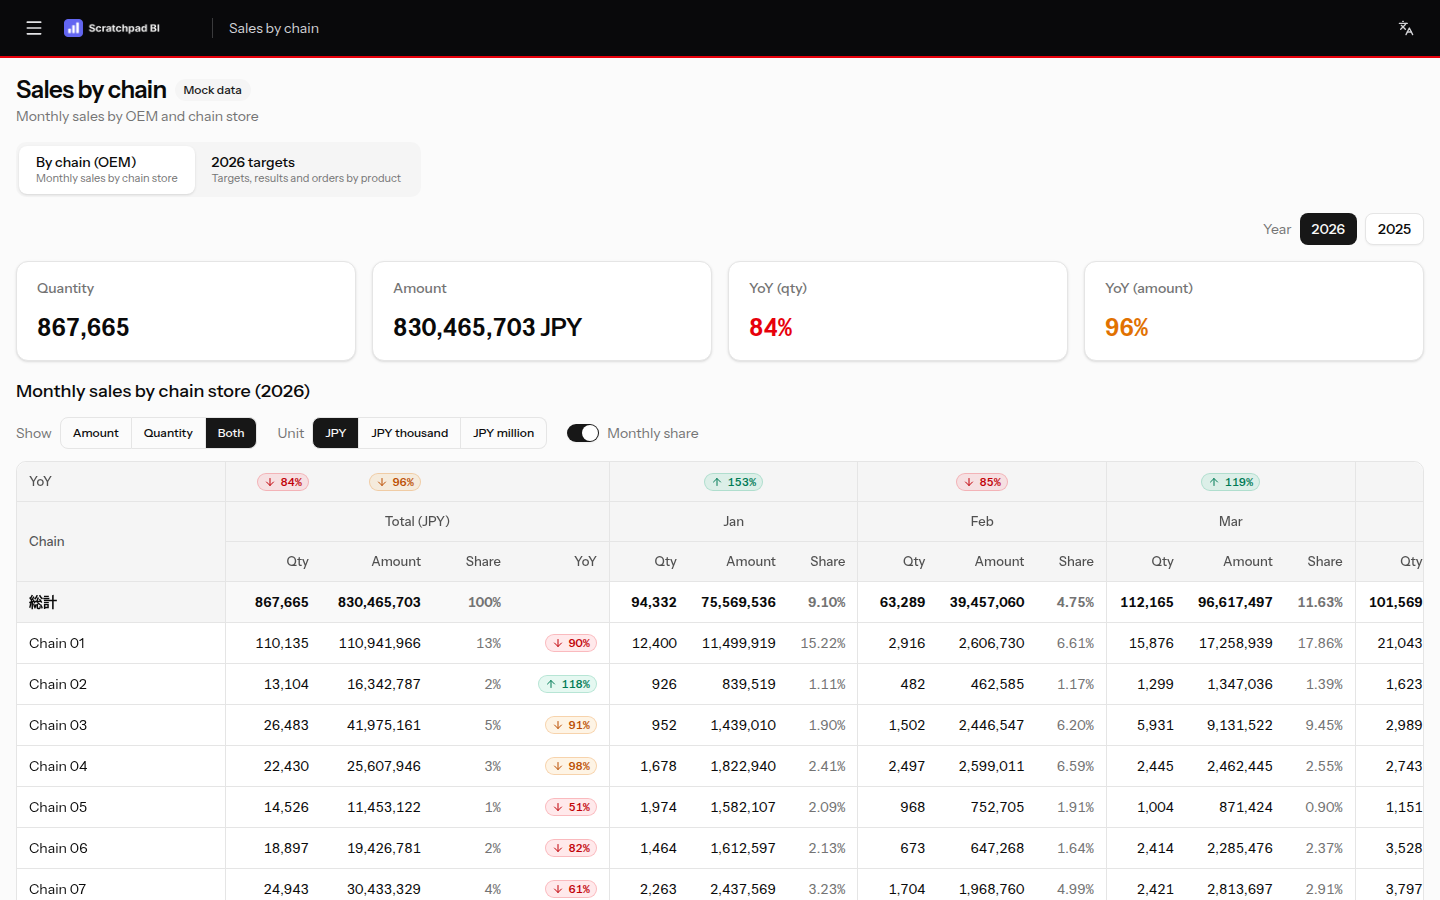 Scratchpad BI
Sales by chain
Sales by chain
Mock data
Monthly sales by OEM and chain store
By chain (OEM)
Monthly sales by chain store
2026 targets
Targets, results and orders by product
Year 2026 2025
Quantity
867,665
Amount
830,465,703 JPY
YoY (qty)
84%
YoY (amount)
96%
Monthly sales by chain store (2026)
Show Amount Quantity Both Unit JPY JPY thousand JPY million Monthly share
YoY ↓ 84% ↓ 96% ↑ 153% ↓ 85% ↑ 119%
Chain
Total (JPY) Jan Feb Mar
Qty Amount Share YoY Qty Amount Share Qty Amount Share Qty Amount Share Qty
総計 867,665 830,465,703 100% 94,332 75,569,536 9.10% 63,289 39,457,060 4.75% 112,165 96,617,497 11.63% 101,569
Chain 01 110,135 110,941,966 13% ↓ 90% 12,400 11,499,919 15.22% 2,916 2,606,730 6.61% 15,876 17,258,939 17.86% 21,043
Chain 02 13,104 16,342,787 2% ↑ 118% 926 839,519 1.11% 482 462,585 1.17% 1,299 1,347,036 1.39% 1,623
Chain 03 26,483 41,975,161 5% ↓ 91% 952 1,439,010 1.90% 1,502 2,446,547 6.20% 5,931 9,131,522 9.45% 2,989
Chain 04 22,430 25,607,946 3% ↓ 98% 1,678 1,822,940 2.41% 2,497 2,599,011 6.59% 2,445 2,462,445 2.55% 2,743
Chain 05 14,526 11,453,122 1% ↓ 51% 1,974 1,582,107 2.09% 968 752,705 1.91% 1,004 871,424 0.90% 1,151
Chain 06 18,897 19,426,781 2% ↓ 82% 1,464 1,612,597 2.13% 673 647,268 1.64% 2,414 2,285,476 2.37% 3,528
Chain 07 24,943 30,433,329 4% ↓ 61% 2,263 2,437,569 3.23% 1,704 1,968,760 4.99% 2,421 2,813,697 2.91% 3,797